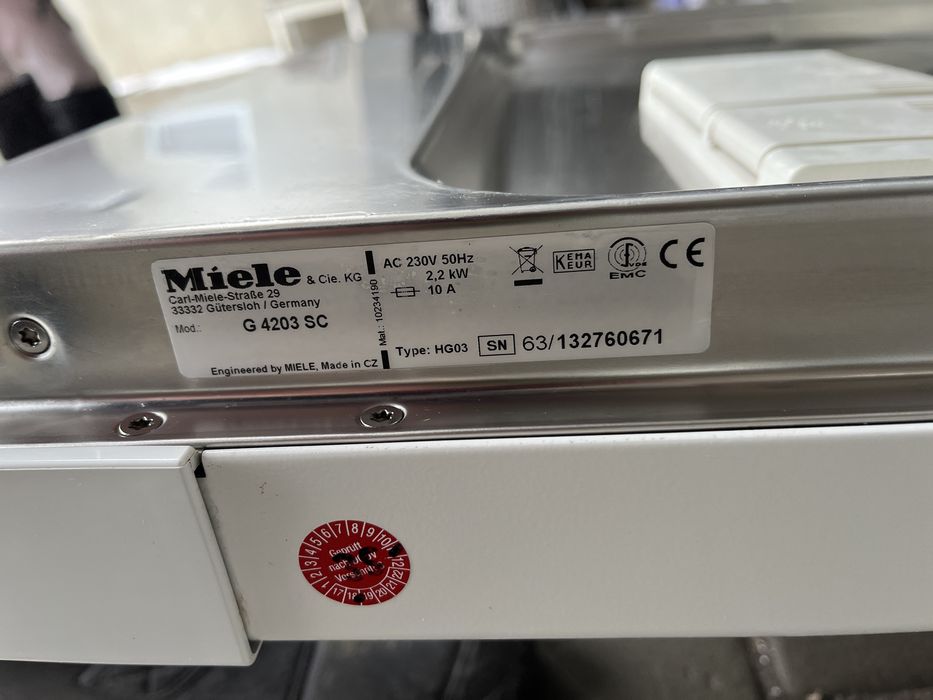 Miele & Cie. KG
Carl-Miele-Straße 29
33332 Gütersloh / Germany
Mod.: G 4203 SC
Engineered by MIELE, Made in CZ
Mat.: 10234190
AC 230V 50Hz
2,2 kW
10 A
KEMA
KEUR
EMC
CE
Type: HG03 SN 63/132760671
1 2 3 4 5 6 7 8 9 10 12
Geprüft
17 18 19 20 21 22